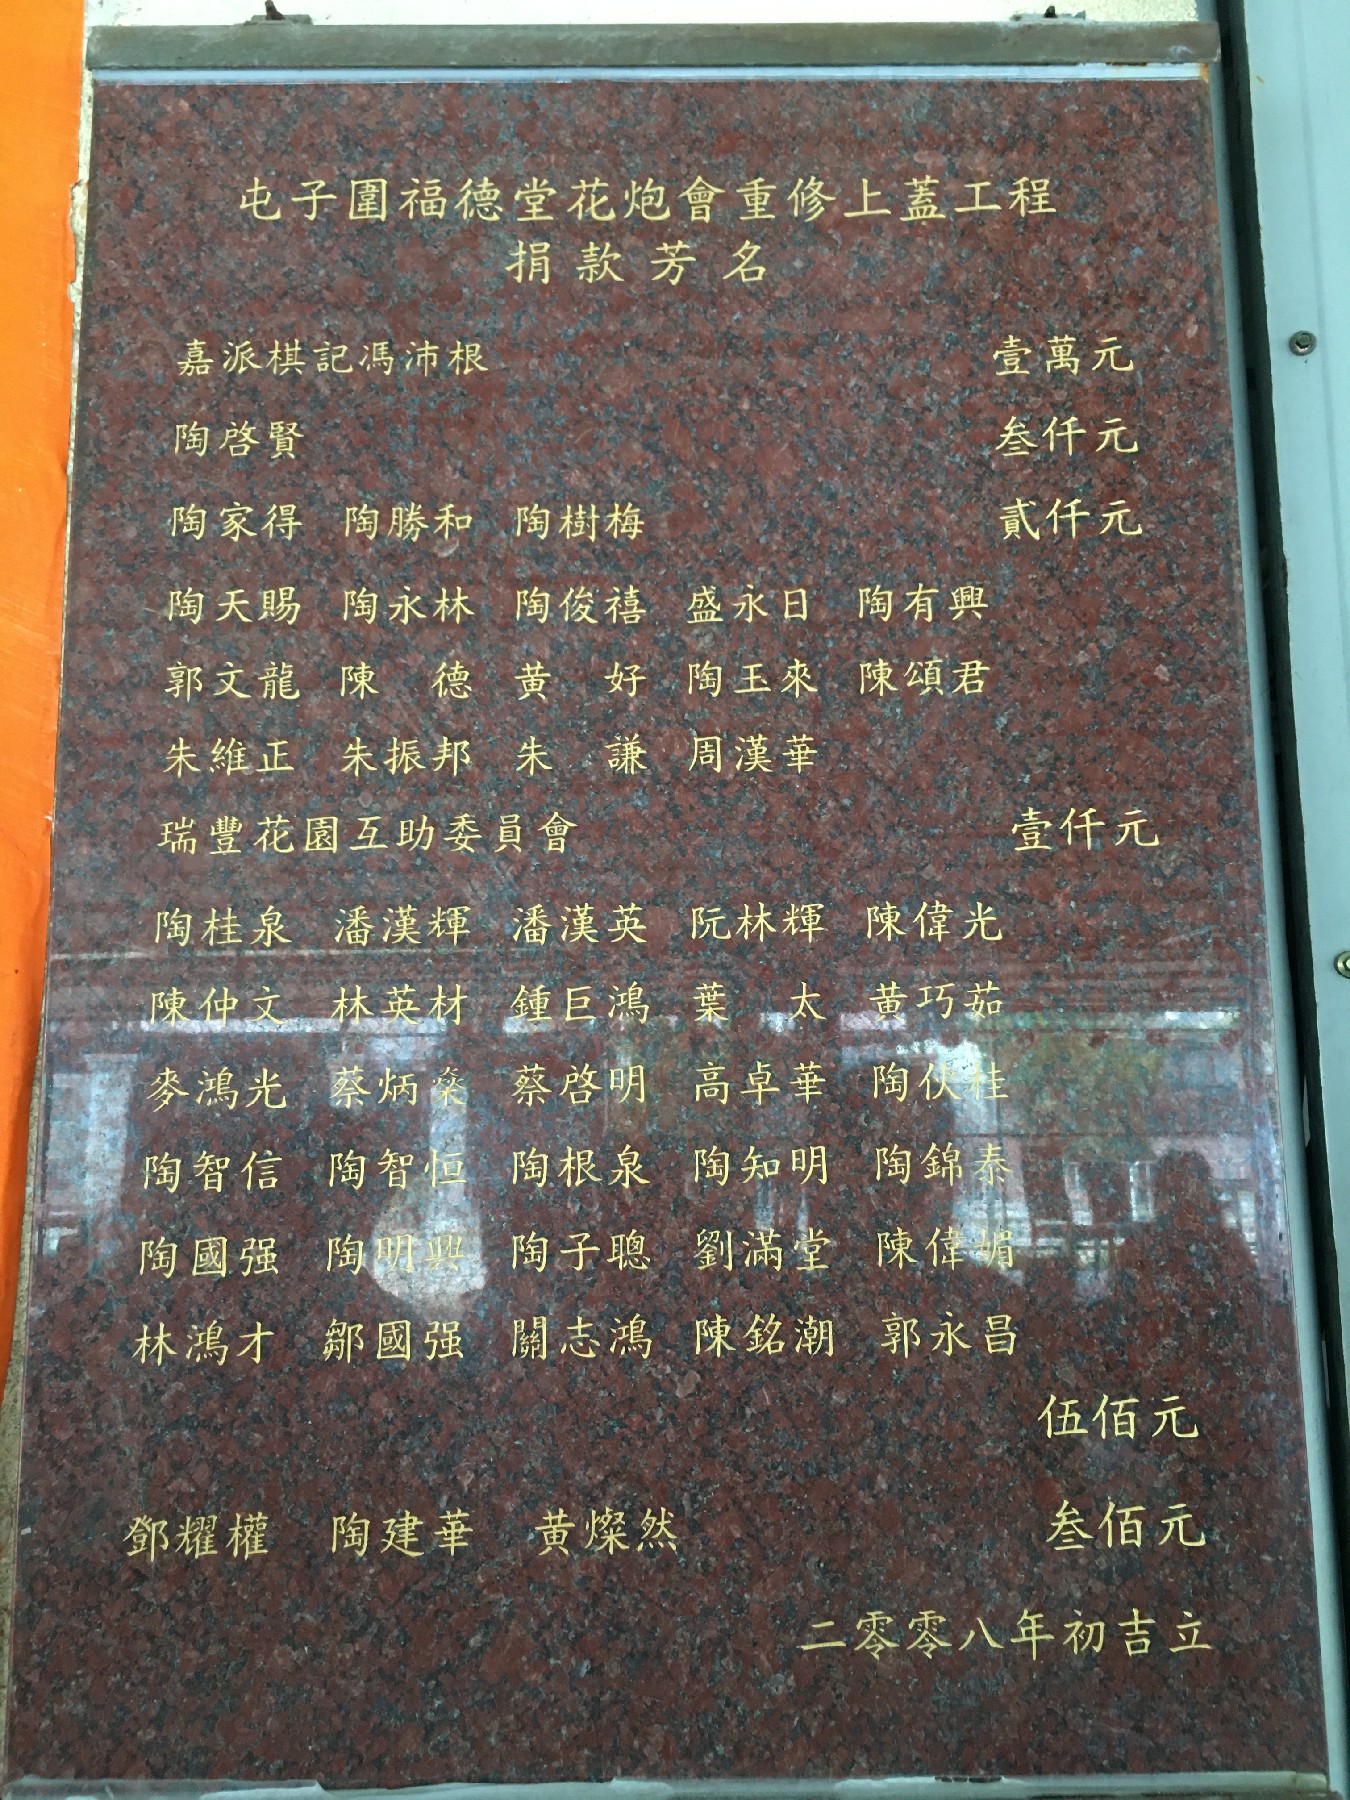 屯子圍福德堂花炮會重修上蓋工程
捐款芳名
嘉派棋記馮沛根 壹萬元
陶啓賢 叁仟元
陶家得 陶勝和 陶樹梅 貳仟元
陶天賜 陶永林 陶俊禧 盛永日 陶有興
郭文龍 陳 德 黄 好 陶玉來 陳頌君
朱維正 朱振邦 朱 謙 周漢華
瑞豐花園互助委員會 壹仟元
陶桂泉 潘漢輝 潘漢英 阮林輝 陳偉光
陳仲文 林英材 鍾巨鴻 葉 太 黄巧茹
麥鴻光 蔡炳燊 蔡啓明 高卓華 陶伏桂
陶智信 陶智恒 陶根泉 陶知明 陶錦泰
陶國强 陶明興 陶子聰 劉滿堂 陳偉媚
林鴻才 鄒國强 關志鴻 陳銘潮 郭永昌
伍佰元
鄧耀權 陶建華 黄燦然 叁佰元
二零零八年初吉立